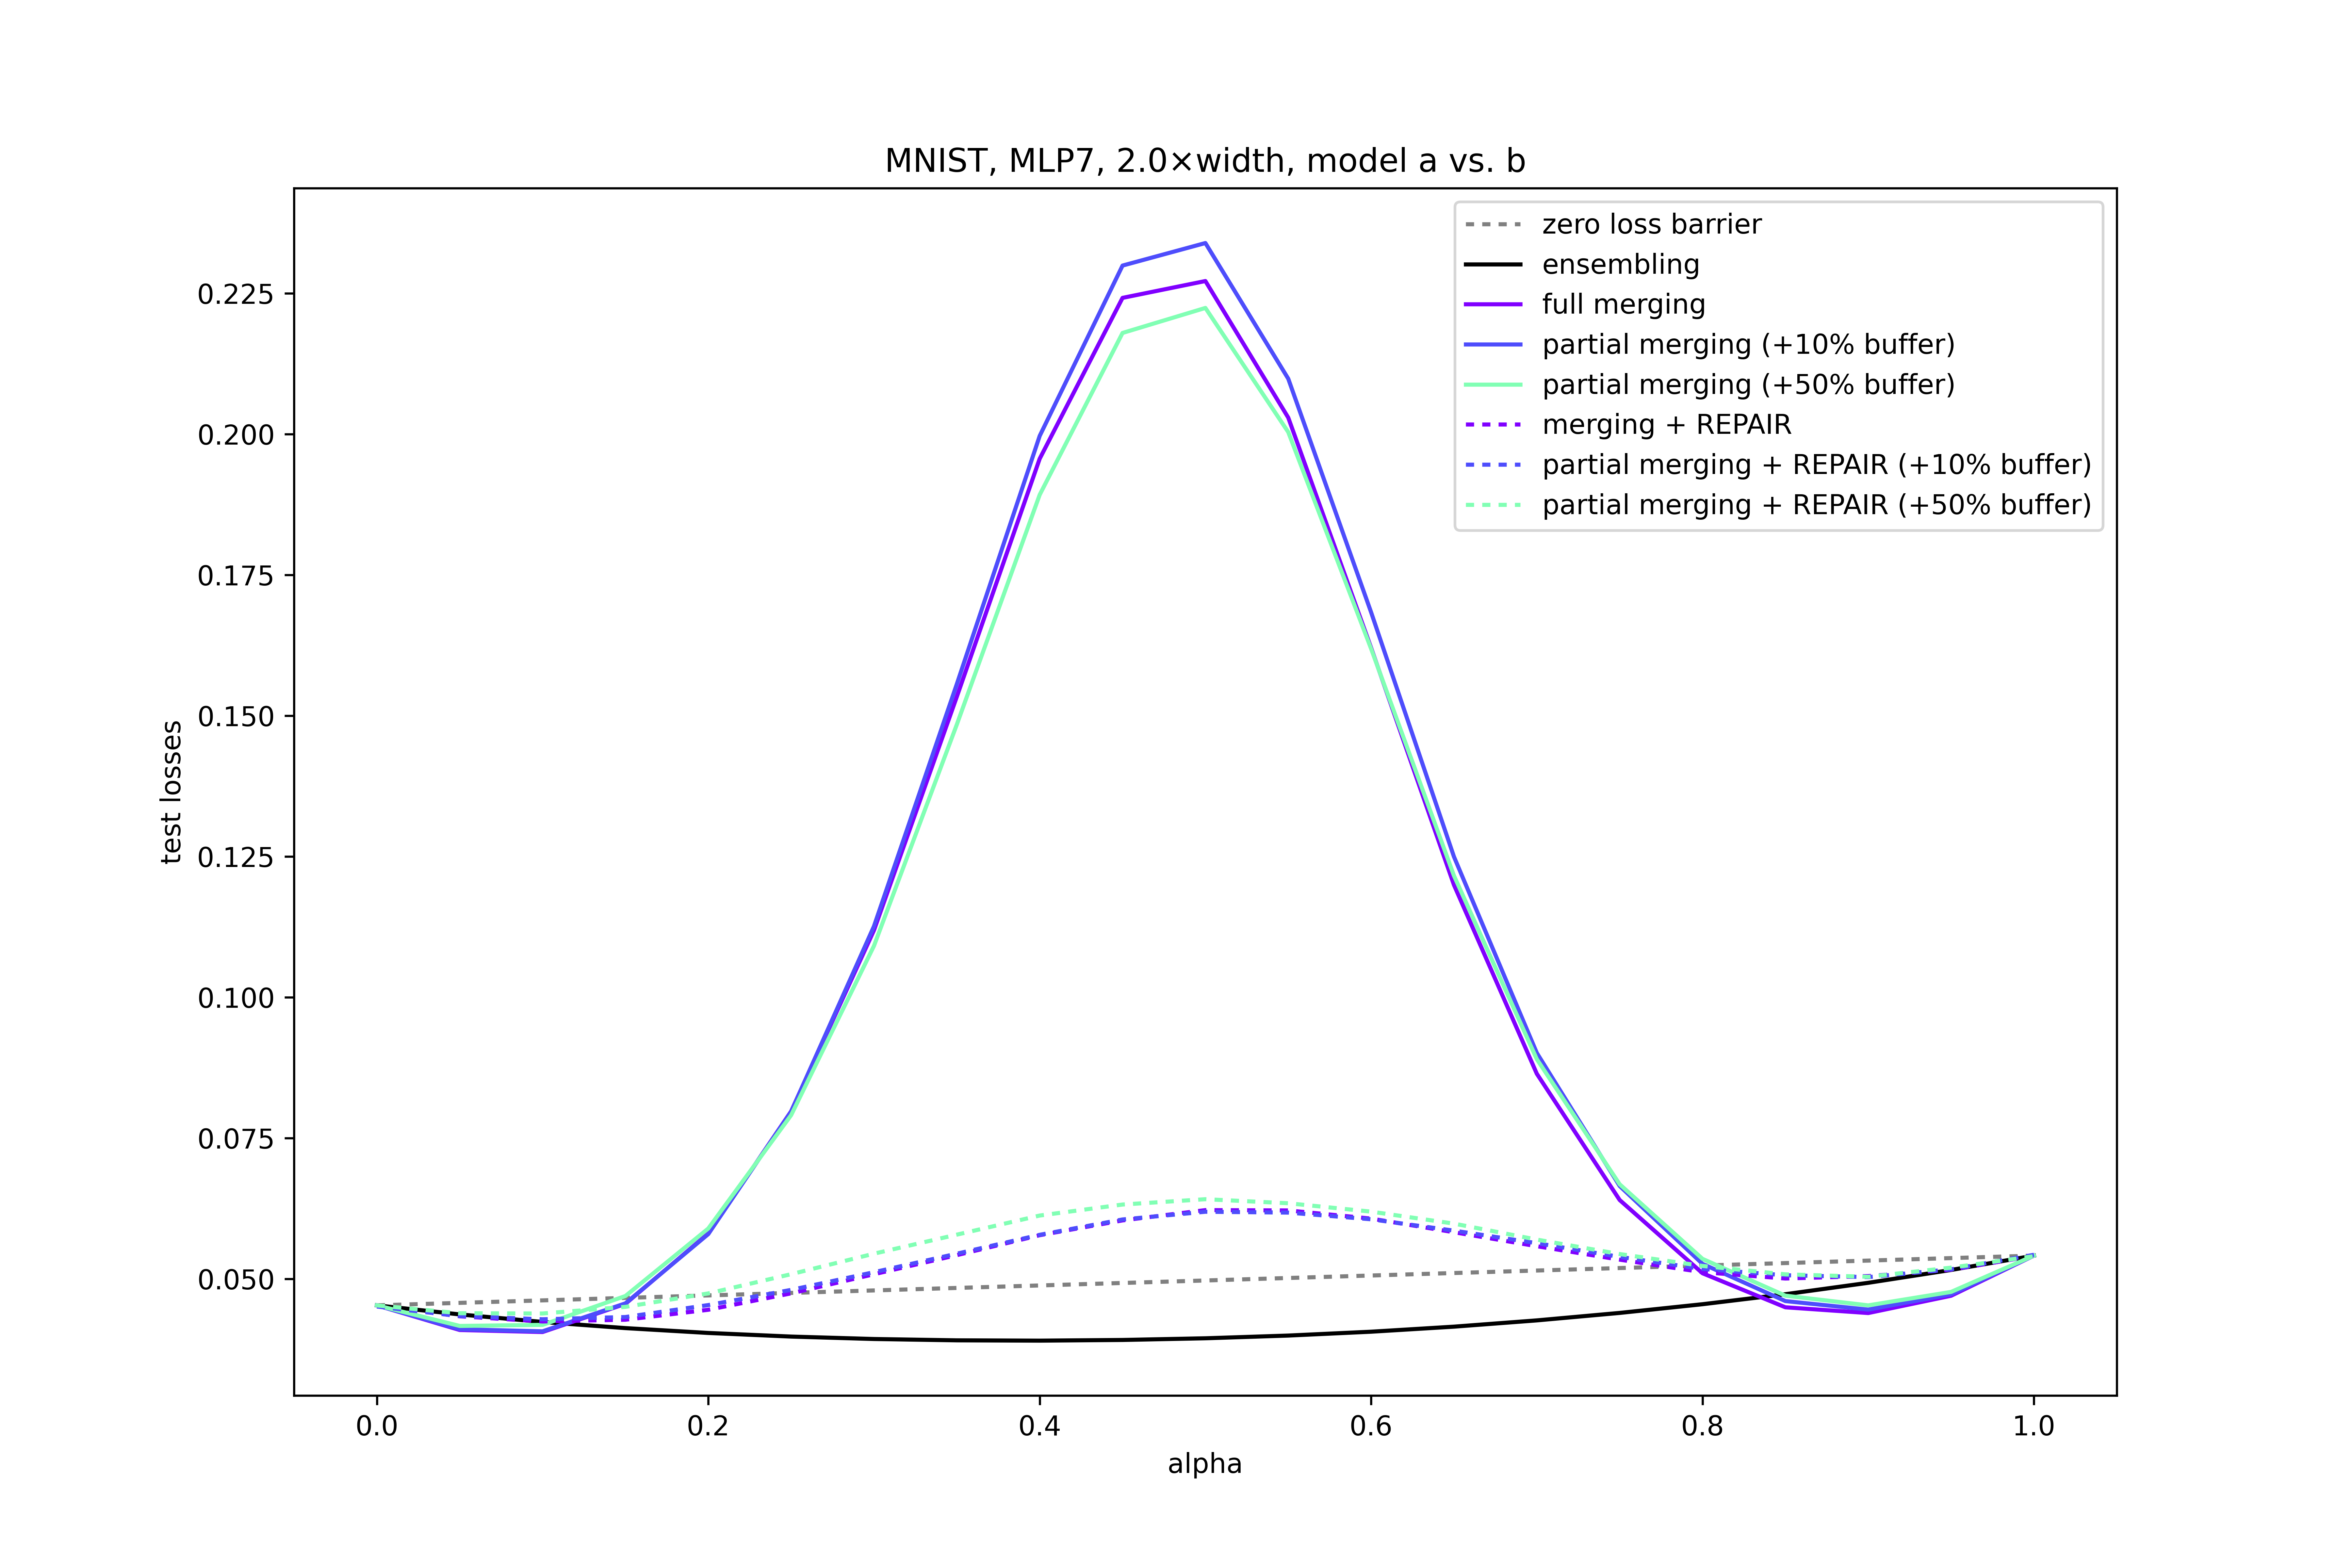 MNIST, MLP7, 2.0×width, model a vs. b
zero loss barrier
ensembling
full merging
partial merging (+10% buffer)
partial merging (+50% buffer)
merging + REPAIR
partial merging + REPAIR (+10% buffer)
partial merging + REPAIR (+50% buffer)
test losses
0.225
0.200
0.175
0.150
0.125
0.100
0.075
0.050
0.0 0.2 0.4 0.6 0.8 1.0
alpha